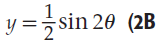 y = 1/2 sin 2θ (2B